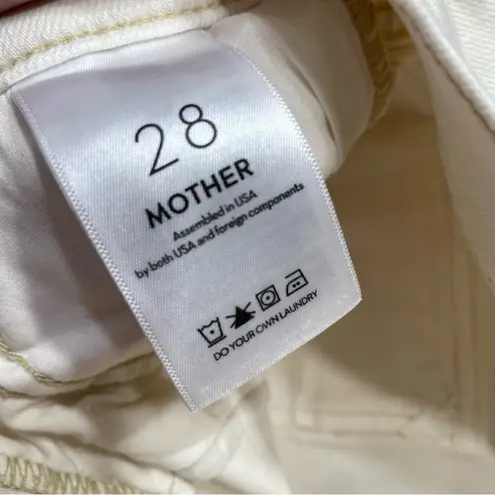 28
MOTHER
Assembled in USA
by both USA and foreign components
DO YOUR OWN LAUNDRY